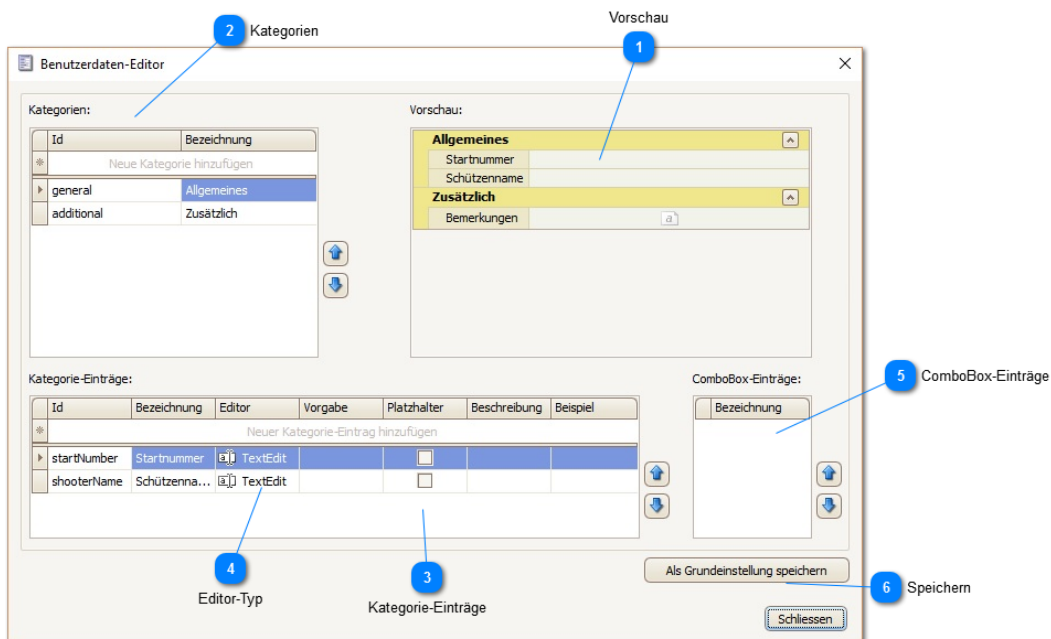 Vorschau
1
2 Kategorien
Benutzerdaten-Editor
Kategorien:
Id Bezeichnung
Neue Kategorie hinzufügen
general Allgemeines
additional Zusätzlich
Vorschau:
Allgemeines
Startnummer
Schützenname
Zusätzlich
Bemerkungen a
Kategorie-Einträge:
Id Bezeichnung Editor Vorgabe Platzhalter Beschreibung Beispiel
Neuer Kategorie-Eintrag hinzufügen
startNumber Startnummer a TextEdit
shooterName Schützenna... a TextEdit
ComboBox-Einträge:
Bezeichnung
5 ComboBox-Einträge
4
Editor-Typ
3
Kategorie-Einträge
Als Grundeinstellung speichern
6 Speichern
Schliessen